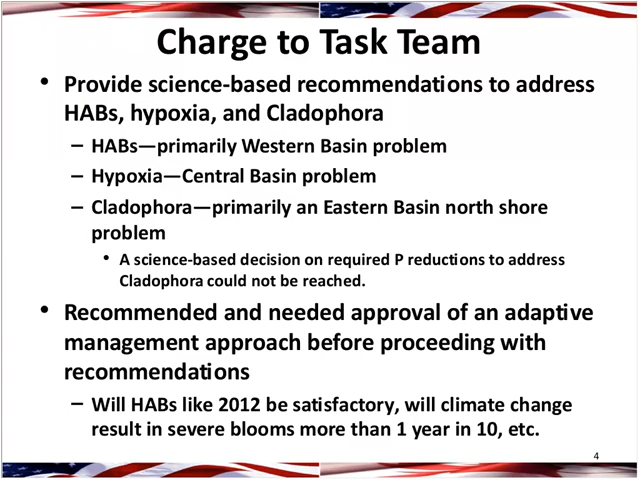 Charge to Task Team
• Provide science-based recommendations to address
HABs, hypoxia, and Cladophora
– HABs—primarily Western Basin problem
– Hypoxia—Central Basin problem
– Cladophora—primarily an Eastern Basin north shore
problem
• A science-based decision on required P reductions to address
Cladophora could not be reached.
• Recommended and needed approval of an adaptive
management approach before proceeding with
recommendations
– Will HABs like 2012 be satisfactory, will climate change
result in severe blooms more than 1 year in 10, etc.
4